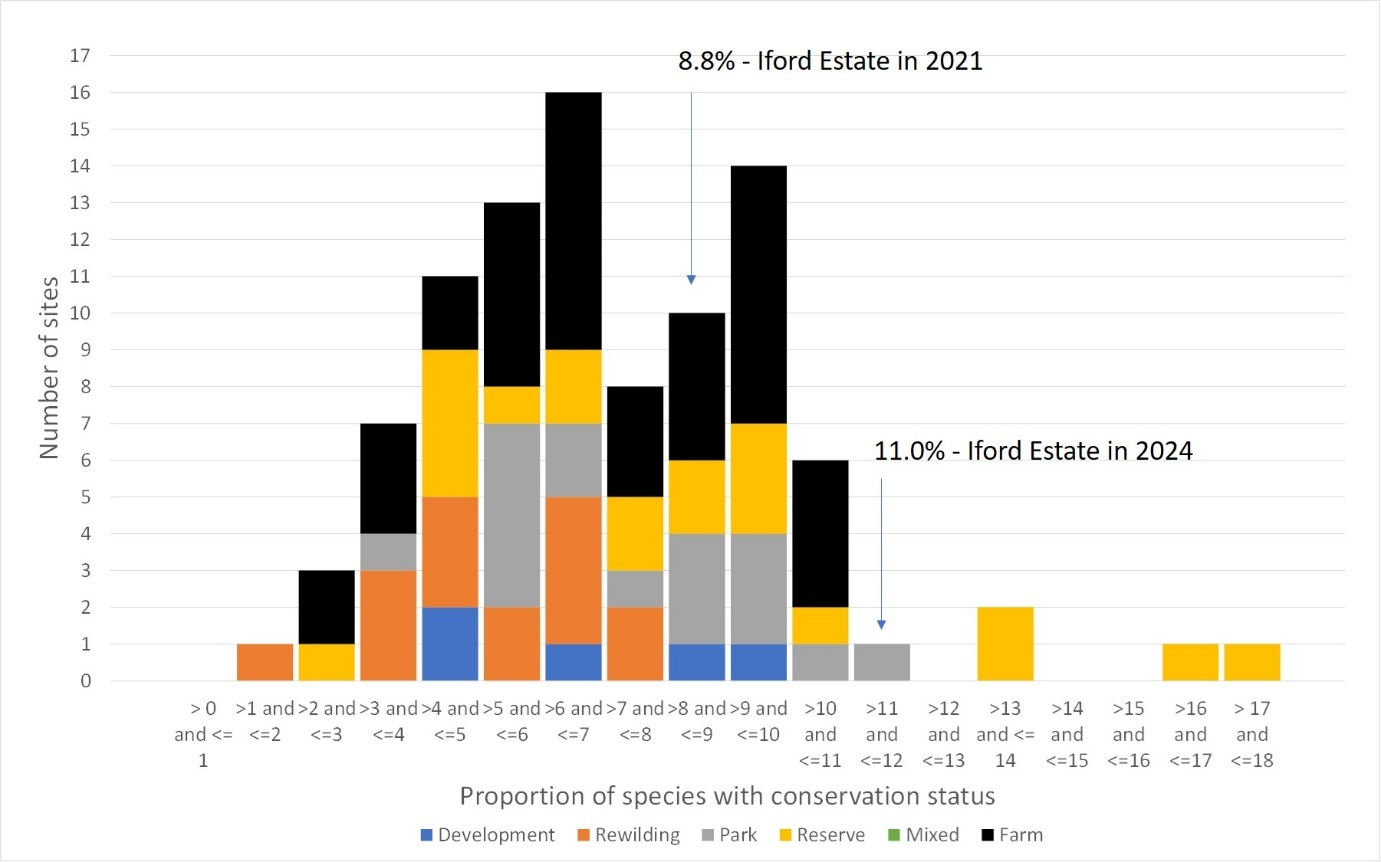 8.8% - Iford Estate in 2021
17
16
15
14
13
12
11
10
9
8
7
6
5
4
3
2
1
0
Number of sites
11.0% - Iford Estate in 2024
> 0 and <= 1
>1 and <=2
>2 and <=3
>3 and <=4
>4 and <=5
>5 and <=6
>6 and <=7
>7 and <=8
>8 and <=9
>9 and <=10
>10 and <=11
>11 and <=12
>12 and <=13
>13 and <= 14
>14 and <=15
>15 and <=16
>16 and <=17
> 17 and <=18
Proportion of species with conservation status
Development Rewilding Park Reserve Mixed Farm